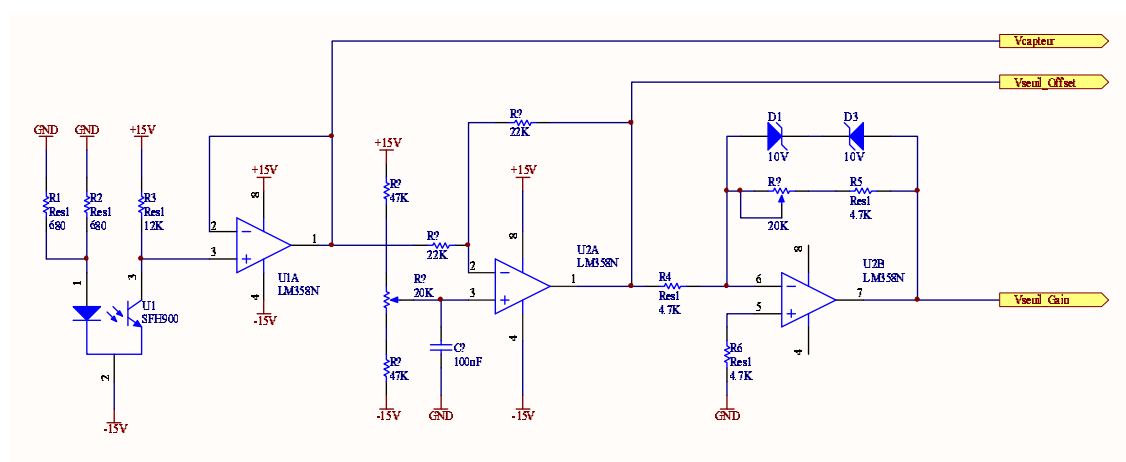 Vcapteur
Vseuil_Offset
GND
GND
+15V
R1
Res1
680
R2
Res1
680
R3
Res1
12K
1
3
U1
SFH900
2
-15V
+15V
8
2
3
1
4
U1A
LM358N
-15V
+15V
R?
47K
R?
22K
R?
20K
R?
47K
-15V
C?
100nF
GND
R?
22K
+15V
8
2
3
1
4
U2A
LM358N
-15V
R4
Res1
4.7K
D1
10V
D3
10V
R?
20K
R5
Res1
4.7K
8
6
5
7
4
U2B
LM358N
R6
Res1
4.7K
GND
Vseuil_Gain